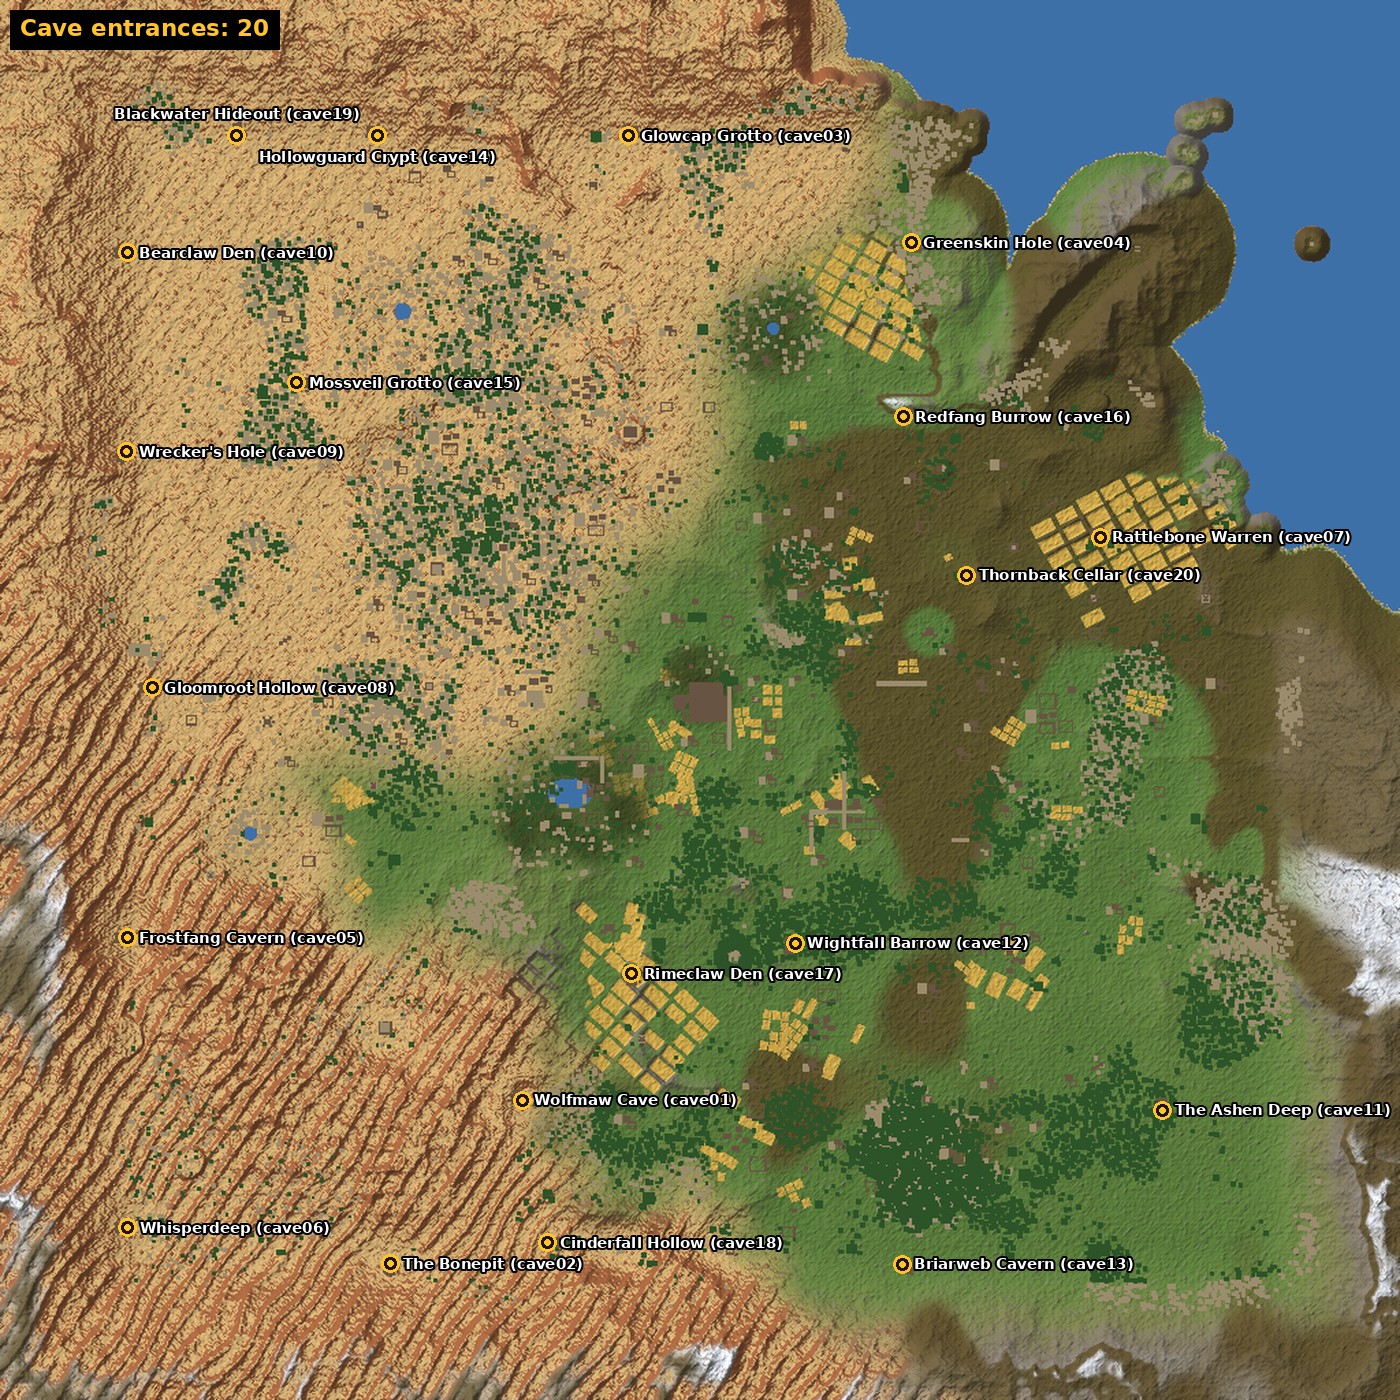 Cave entrances: 20
Blackwater Hideout (cave19)
Glowcap Grotto (cave03)
Hollowguard Crypt (cave14)
Greenskin Hole (cave04)
Bearclaw Den (cave10)
Mossveil Grotto (cave15)
Redfang Burrow (cave16)
Wrecker's Hole (cave09)
Rattlebone Warren (cave07)
Thornback Cellar (cave20)
Gloomroot Hollow (cave08)
Frostfang Cavern (cave05)
Wightfall Barrow (cave12)
Rimeclaw Den (cave17)
Wolfmaw Cave (cave01)
The Ashen Deep (cave11)
Whisperdeep (cave06)
Cinderfall Hollow (cave18)
The Bonepit (cave02)
Briarweb Cavern (cave13)